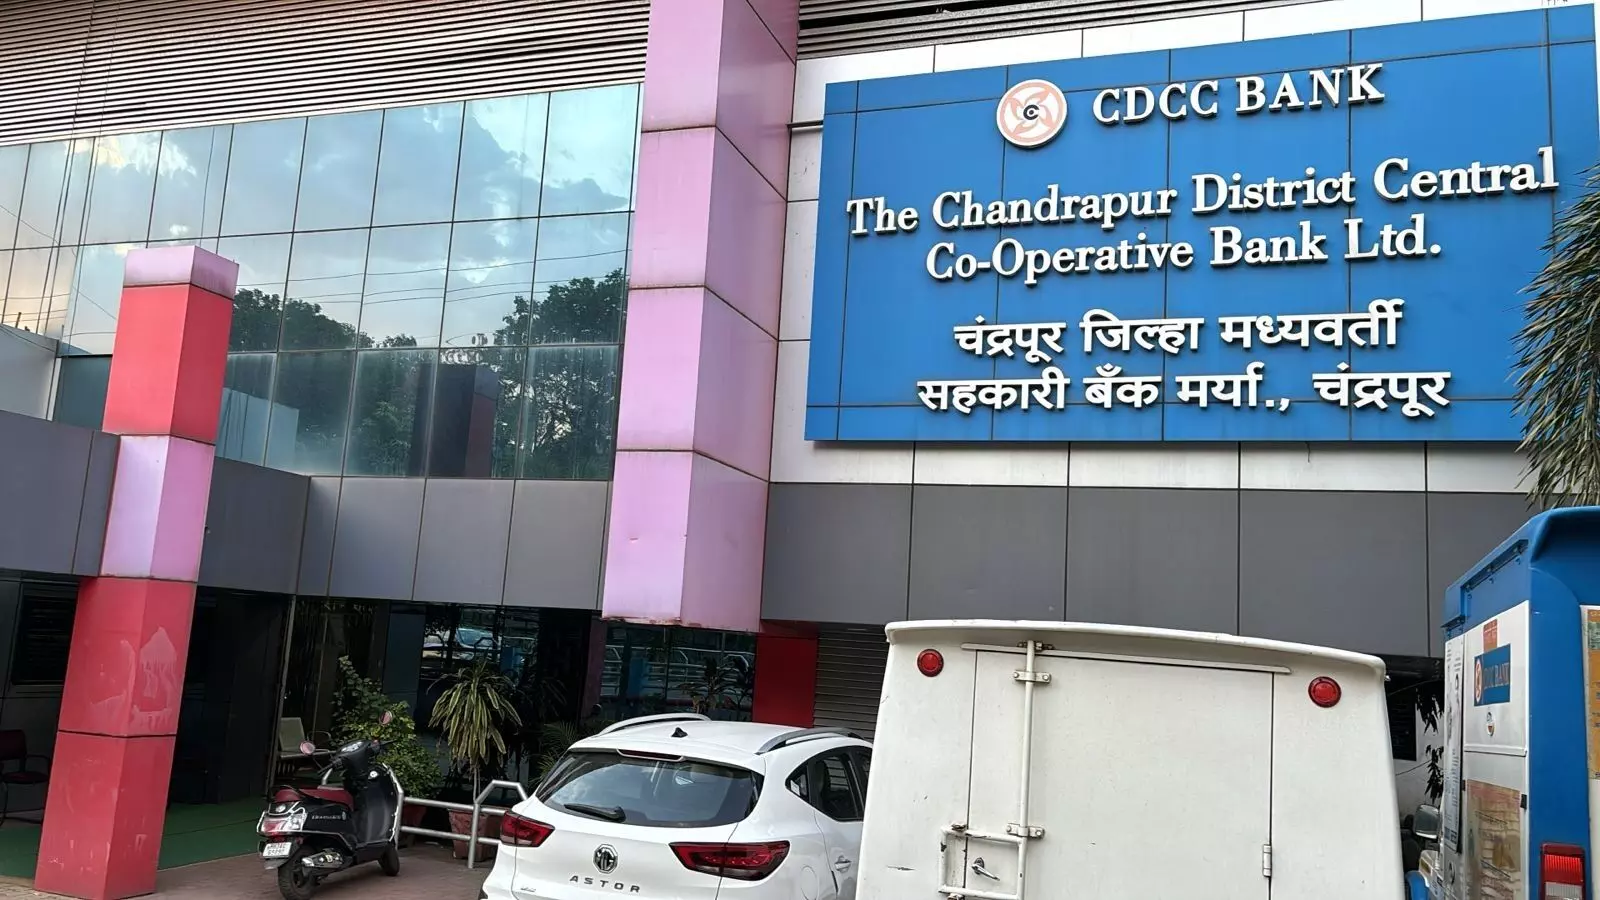 CDCC BANK
The Chandrapur District Central
Co-Operative Bank Ltd.
चंद्रपूर जिल्हा मध्यवर्ती
सहकारी बँक मर्या., चंद्रपूर
CDCC BANK
MG
ASTOR